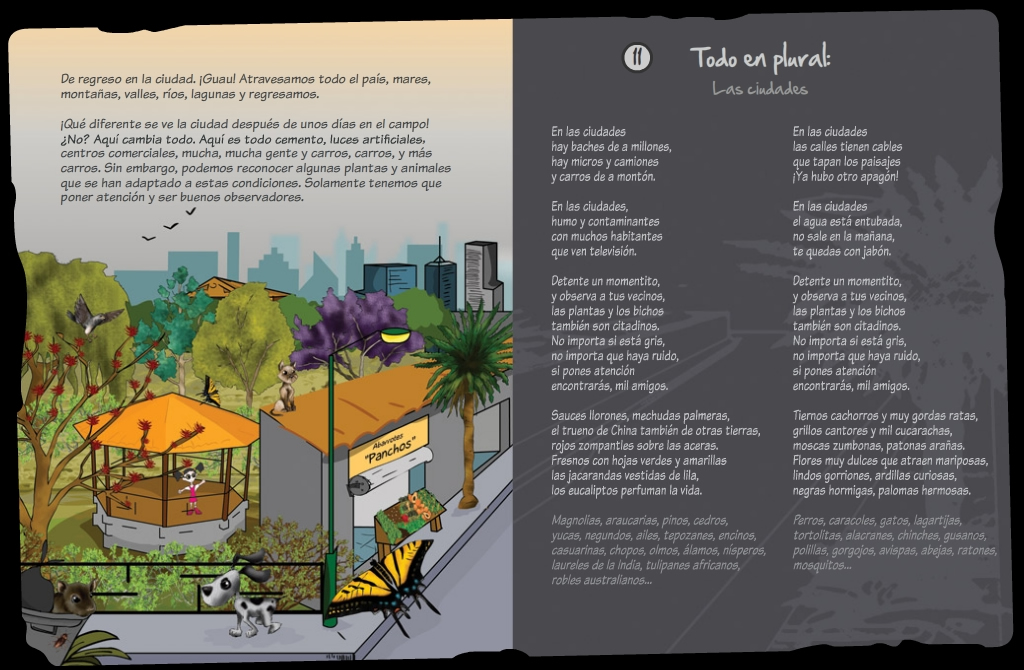 De regreso en la ciudad. ¡Guau! Atravesamos todo el país, mares,
montañas, valles, ríos, lagunas y regresamos.
¡Qué diferente se ve la ciudad después de unos días en el campo!
¿No? Aquí cambia todo. Aquí es todo cemento, luces artificiales,
centros comerciales, mucha, mucha gente y carros, carros, y más
carros. Sin embargo, podemos reconocer algunas plantas y animales
que se han adaptado a estas condiciones. Solamente tenemos que
poner atención y ser buenos observadores.
Abarrotes
"Panchos"
11
Todo en plural:
Las ciudades
En las ciudades
hay baches de a millones,
hay micros y camiones
y carros de a montón.
En las ciudades,
humo y contaminantes
con muchos habitantes
que ven televisión.
Detente un momentito,
y observa a tus vecinos,
las plantas y los bichos
también son citadinos.
No importa si está gris,
no importa que haya ruido,
si pones atención
encontrarás, mil amigos.
Sauces llorones, mechudas palmeras,
el trueno de China también de otras tierras,
rojos zompantles sobre las aceras.
Fresnos con hojas verdes y amarillas
las jacarandas vestidas de lila,
los eucaliptos perfuman la vida.
Magnolias, araucarias, pinos, cedros,
yucas, negundos, ailes, tepozanes, encinos,
casuarinas, chopos, olmos, álamos, nísperos,
laureles de la India, tulipanes africanos,
robles australianos...
En las ciudades
las calles tienen cables
que tapan los paisajes
¡Ya hubo otro apagón!
En las ciudades
el agua está entubada,
no sale en la mañana,
te quedas con jabón.
Detente un momentito,
y observa a tus vecinos,
las plantas y los bichos
también son citadinos.
No importa si está gris,
no importa que haya ruido,
si pones atención
encontrarás, mil amigos.
Tiernos cachorros y muy gordas ratas,
grillos cantores y mil cucarachas,
moscas zumbonas, patonas arañas.
Flores muy dulces que atraen mariposas,
lindos gorriones, ardillas curiosas,
negras hormigas, palomas hermosas.
Perros, caracoles, gatos, lagartijas,
tortolitas, alacranes, chinches, gusanos,
polillas, gorgojos, avispas, abejas, ratones,
mosquitos...